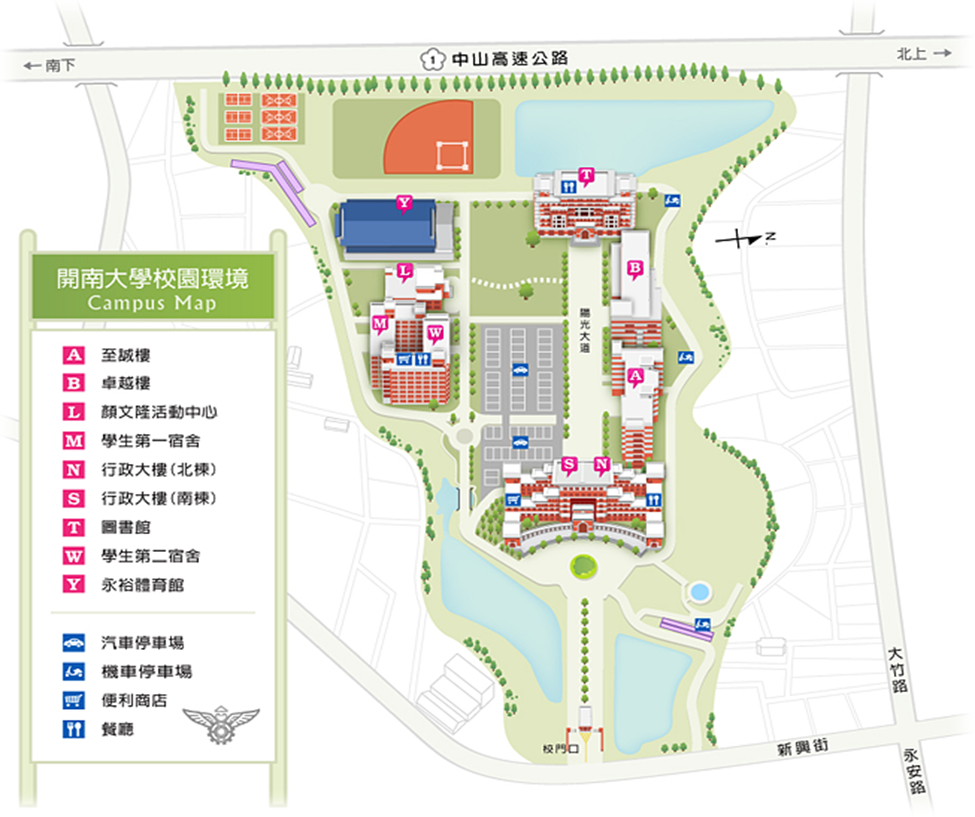 ←南下
1 中山高速公路
北上→
開南大學校園環境
Campus Map
A 至誠樓
B 卓越樓
L 顏文隆活動中心
M 學生第一宿舍
N 行政大樓(北棟)
S 行政大樓(南棟)
T 圖書館
W 學生第二宿舍
Y 永裕體育館
汽車停車場
機車停車場
便利商店
餐廳
T
Y
N
B
L
M
W
陽光大道
A
S
N
大竹路
校門口
新興街
永安路